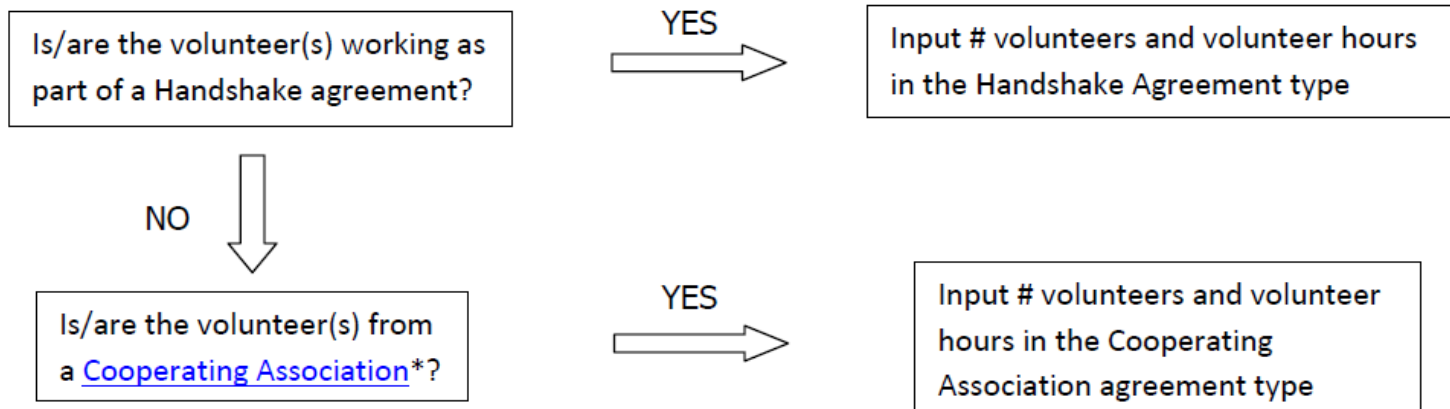 Is/are the volunteer(s) working as
part of a Handshake agreement?
YES
Input # volunteers and volunteer hours
in the Handshake Agreement type
NO
Is/are the volunteer(s) from
a Cooperating Association*?
YES
Input # volunteers and volunteer
hours in the Cooperating
Association agreement type